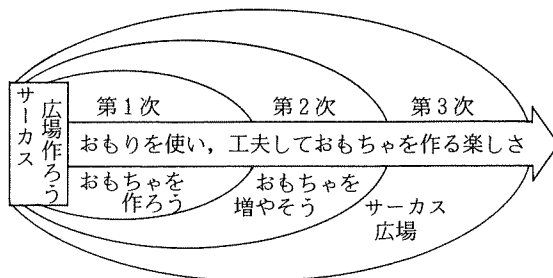 サーカス
広場作ろう
第1次
第2次
第3次
おもりを使い，工夫しておもちゃを作る楽しさ
おもちゃを
作ろう
おもちゃを
増やそう
サーカス
広場